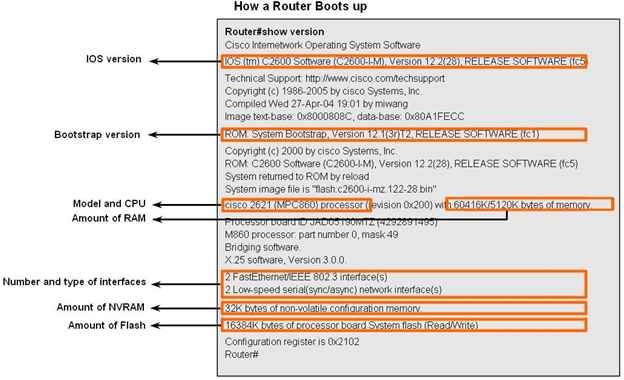 How a Router Boots up
Router#show version
Cisco Internetwork Operating System Software
IOS version
IOS (tm) C2600 Software (C2600-I-M), Version 12.2(28), RELEASE SOFTWARE (fc5)
Technical Support: http://www.cisco.com/techsupport
Copyright (c) 1986-2005 by cisco Systems, Inc.
Compiled Wed 27-Apr-04 19:01 by miwang
Image text-base: 0x8000808C, data-base: 0x80A1FECC
Bootstrap version
ROM: System Bootstrap, Version 12.1(3r)T2, RELEASE SOFTWARE (fc1)
Copyright (c) 2000 by cisco Systems, Inc.
ROM: C2600 Software (C2600-I-M), Version 12.2(28), RELEASE SOFTWARE (fc5)
System returned to ROM by reload
System image file is "flash:c2600-i-mz.122-28.bin"
Model and CPU
cisco 2621 (MPC860) processor (revision 0x200) with 60416K/5120K bytes of memory.
Amount of RAM
Processor board ID JAD05190MTZ (4292891495)
M860 processor: part number 0, mask 49
Bridging software.
X.25 software, Version 3.0.0.
Number and type of interfaces
2 FastEthernet/IEEE 802.3 interface(s)
2 Low-speed serial(sync/async) network interface(s)
Amount of NVRAM
32K bytes of non-volatile configuration memory.
Amount of Flash
16384K bytes of processor board System flash (Read/Write)
Configuration register is 0x2102
Router#